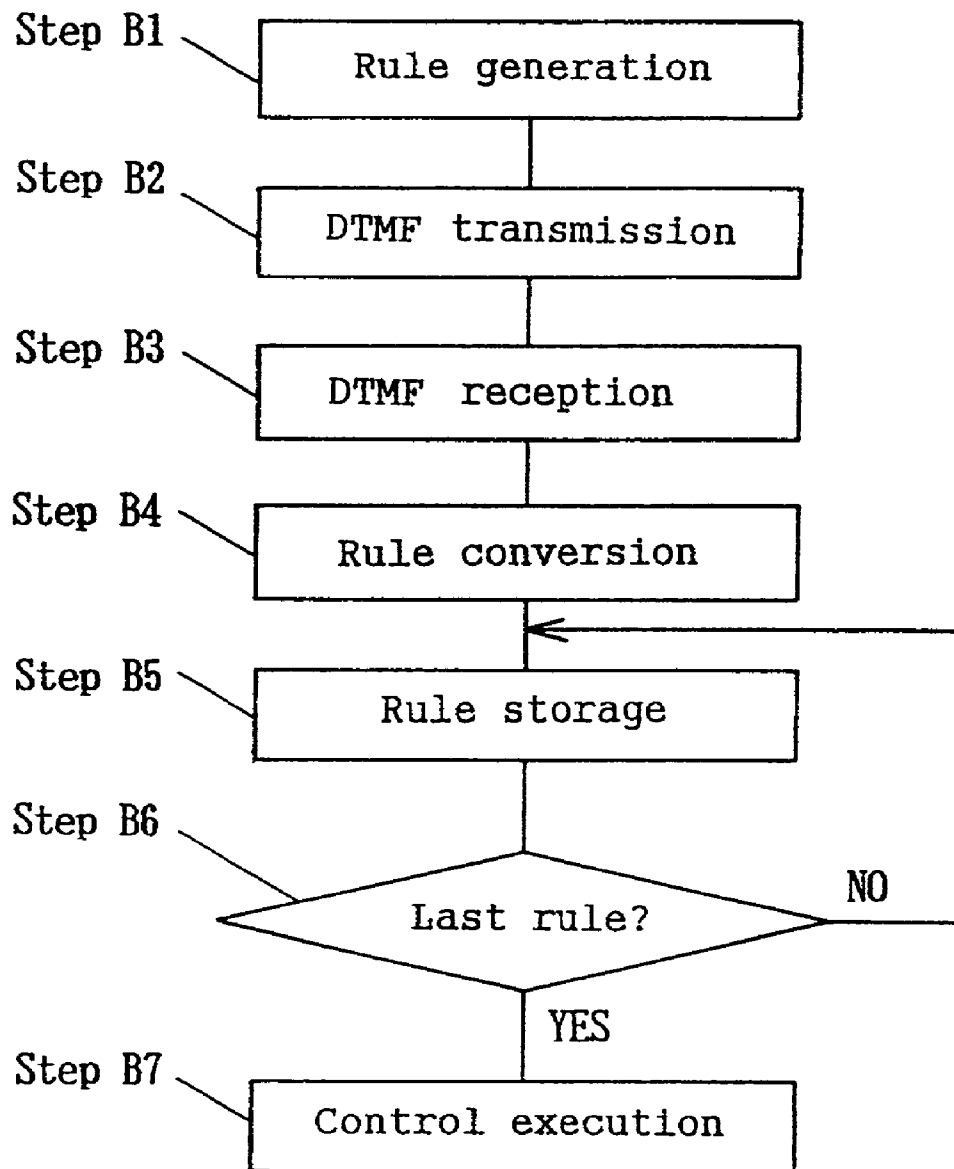 Step B1
Rule generation
Step B2
DTMF transmission
Step B3
DTMF reception
Step B4
Rule conversion
Step B5
Rule storage
Step B6
Last rule?
NO
YES
Step B7
Control execution